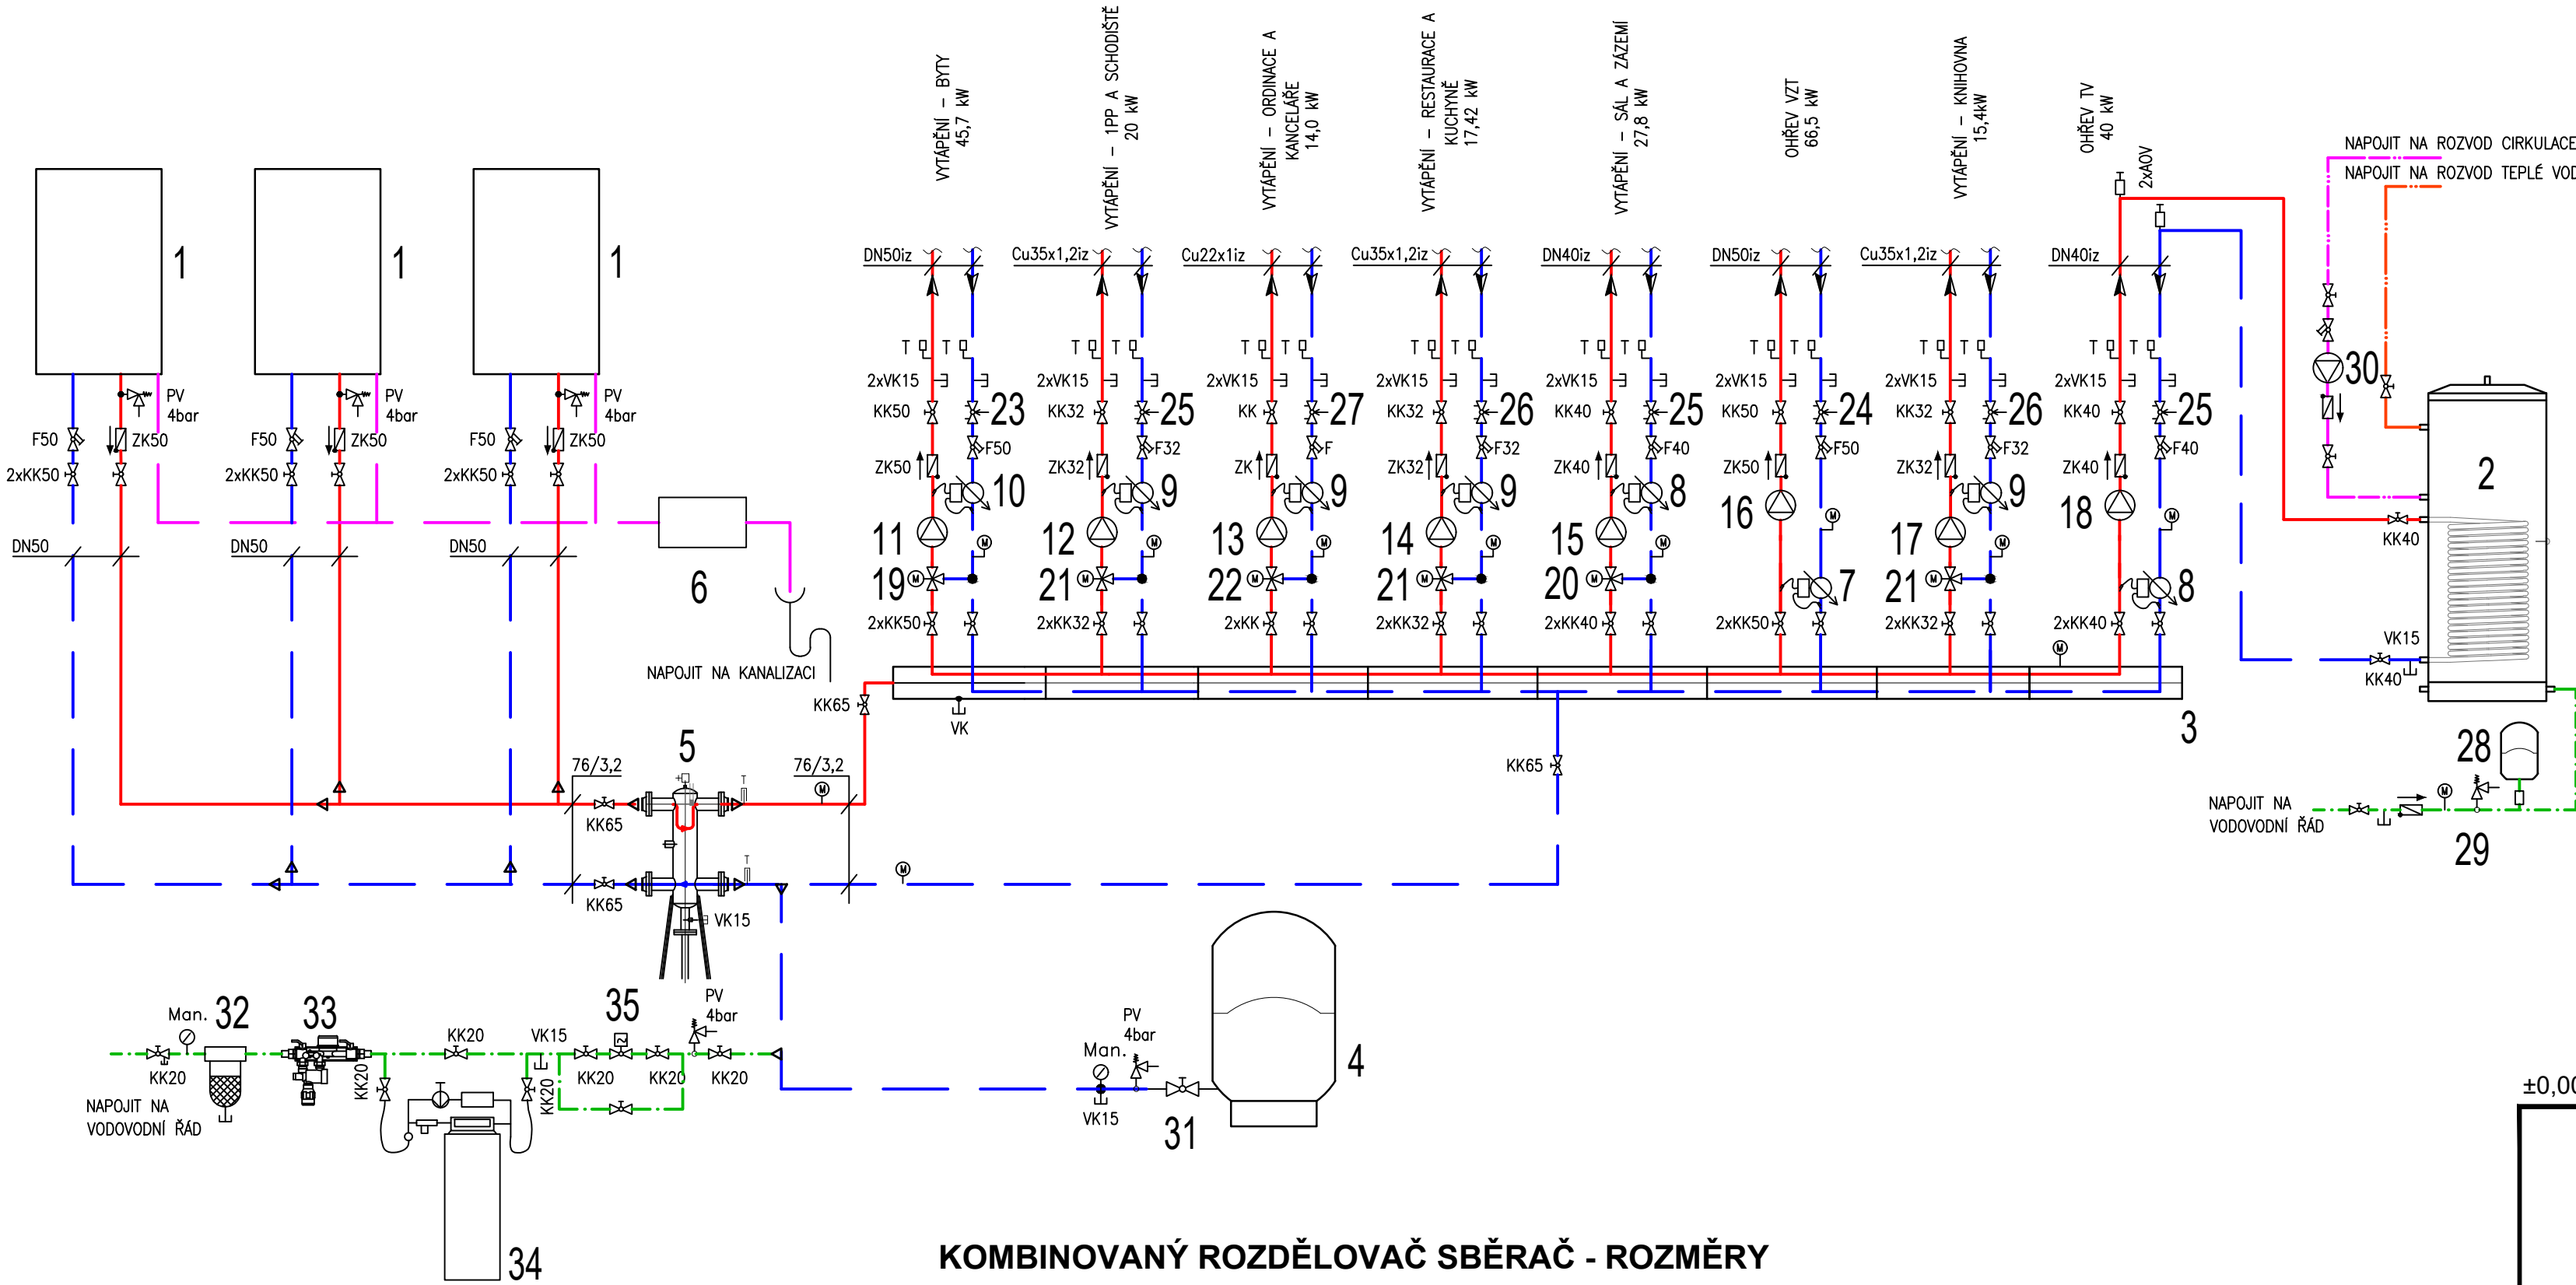 VYTÁPĚNÍ - BYTY
45,7 kW
VYTÁPĚNÍ - 1PP A SCHODIŠTĚ
20 kW
VYTÁPĚNÍ - ORDINACE A
KANCELÁŘE
14,0 kW
VYTÁPĚNÍ - RESTAURACE A
KUCHYNĚ
17,42 kW
VYTÁPĚNÍ - SÁL A ZÁZEMÍ
27,8 kW
OHŘEV VZT
66,5 kW
VYTÁPĚNÍ - KNIHOVNA
15,4kW
OHŘEV TV
40 kW
2xAOV
NAPOJIT NA ROZVOD CIRKULACE
NAPOJIT NA ROZVOD TEPLÉ
1 1 1
DN50iz Cu35x1,2iz Cu22x1iz Cu35x1,2iz DN40iz DN50iz Cu35x1,2iz DN40iz
T T T T T T T T T T T T T T T T
2xVK15 2xVK15 2xVK15 2xVK15 2xVK15 2xVK15 2xVK15 2xVK15
PV
4bar
PV
4bar
PV
4bar
KK50 23 KK32 25 KK 27 KK32 26 KK40 25 KK50 24 KK32 26 KK40 25
30
F50 ZK50 F50 ZK50 F50 ZK50
F50 F32 F F32 F40 F50 F32 F40
2xKK50 2xKK50 2xKK50
ZK50 ZK32 ZK ZK32 ZK40 ZK50 ZK32 ZK40
10 9 9 9 8 9
2
11 12 13 14 15 16 17 18
M M M M M M M M
DN50 DN50 DN50
KK40
6
M 19 M 21 M 22 M 21 M 20 7 M 21 8
2xKK50 2xKK32 2xKK 2xKK32 2xKK40 2xKK50 2xKK32 2xKK40
M
VK15
KK40
NAPOJIT NA KANALIZACI
KK65
VK
3
5
76/3,2 76/3,2
KK65
M
T
KK65
28
M
NAPOJIT NA
VODOVODNÍ ŘÁD
29
T
M
KK65
VK15
Man. 32 33 35
PV
4bar
KK20 VK15
KK20 KK20 KK20 KK20 KK20 KK20
NAPOJIT NA
VODOVODNÍ ŘÁD
34
PV
4bar
Man.
VK15
31
4
±0,00
KOMBINOVANÝ ROZDĚLOVAČ SBĚRAČ - ROZMĚRY